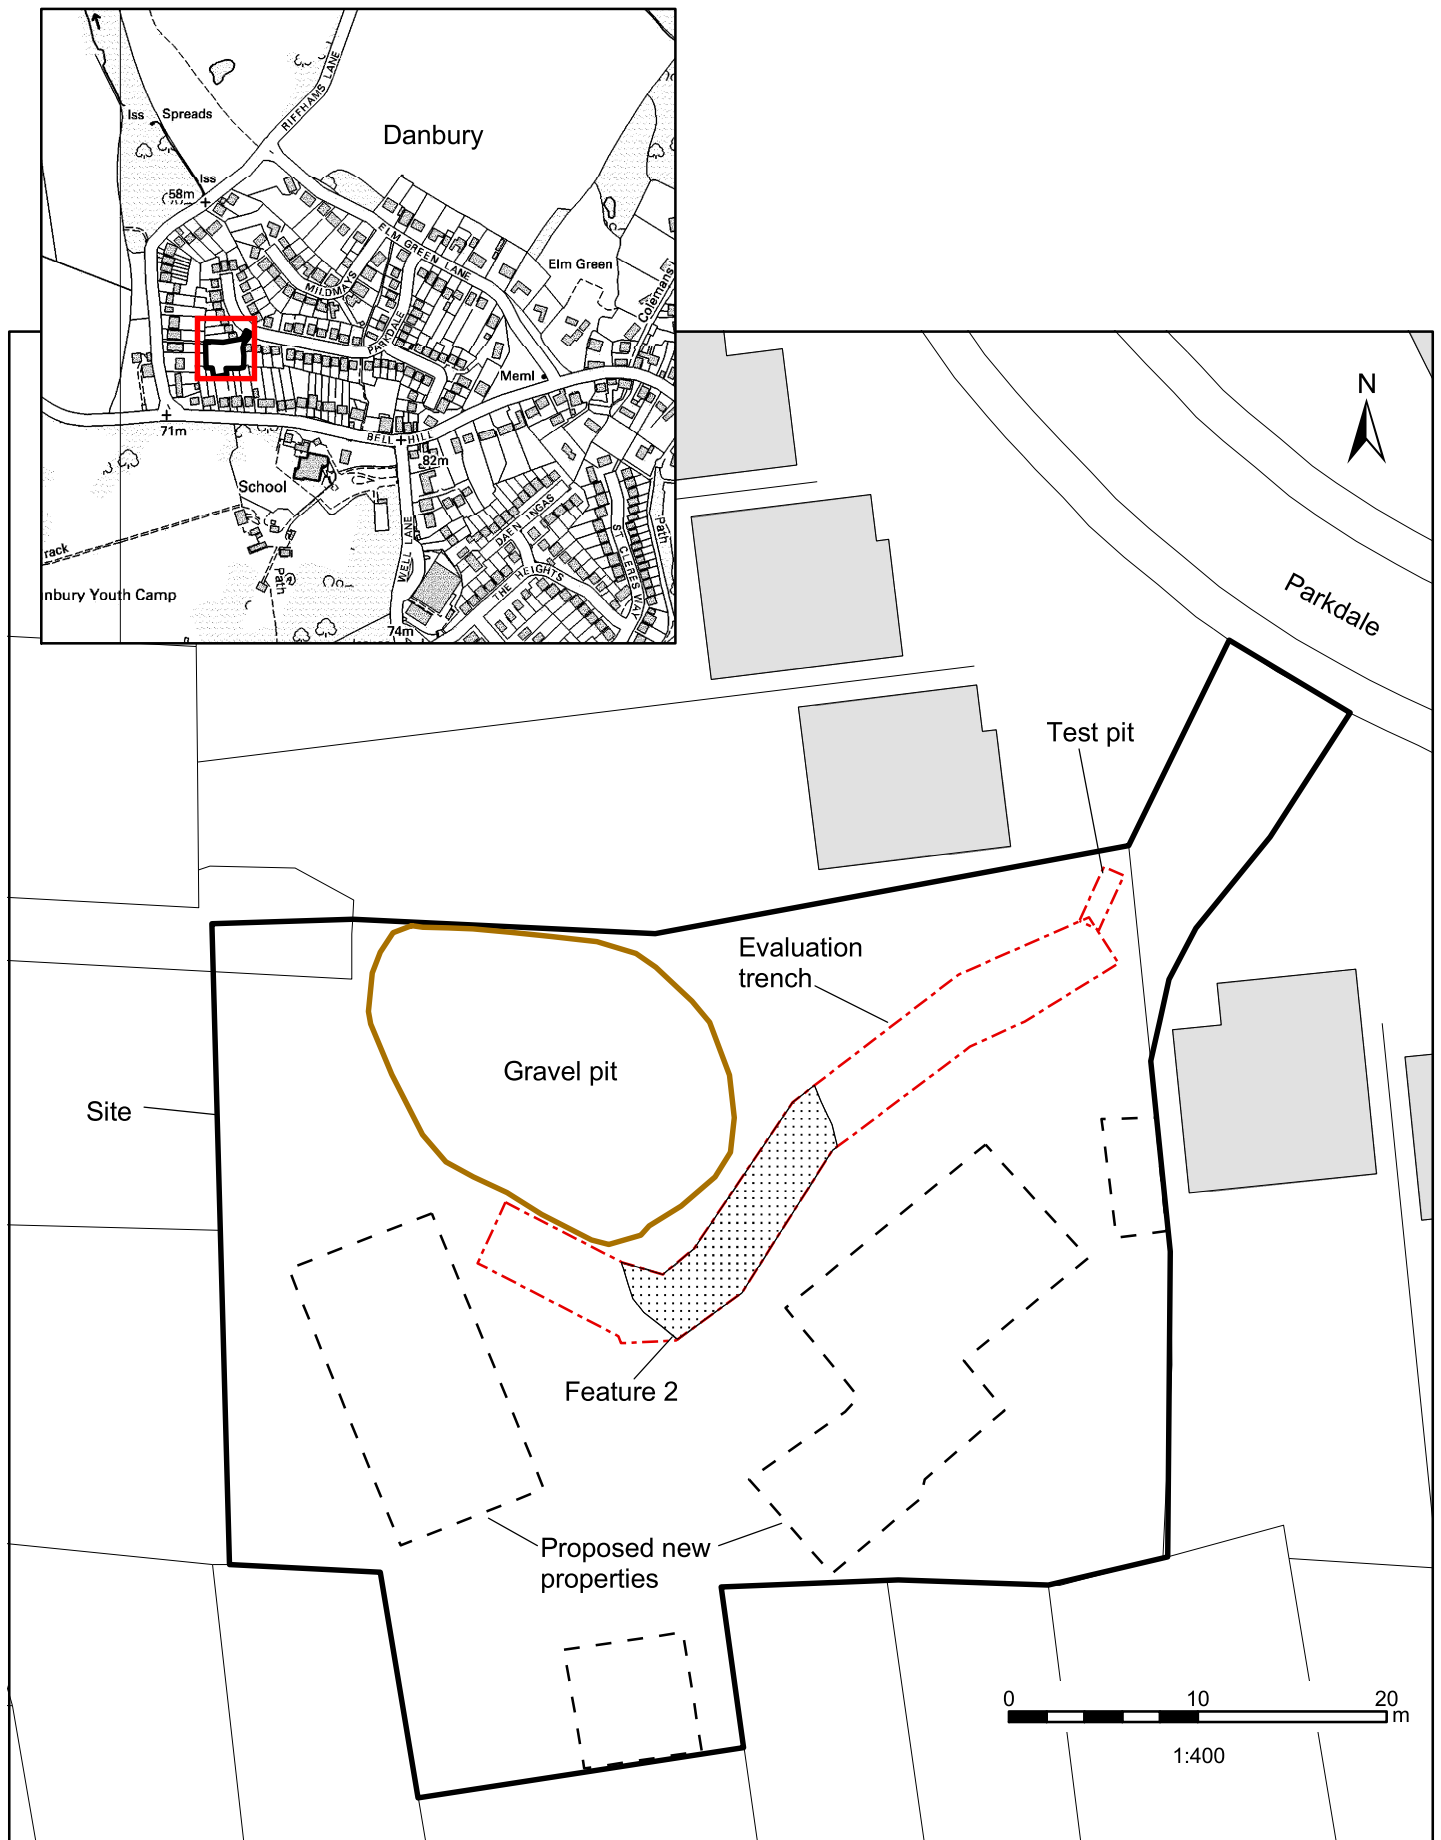 RIFFHAMS LANE
Iss
Spreads
Danbury
Iss
58m
ELM GREEN LANE
Elm Green
MILDMAYS
Colemans
PARKDALE
Meml
71m
BELL HILL
82m
School
DAEN INGAS
WELL LANE
ST CLERES WAY
Path
rack
Path
THE HEIGHTS
nbury Youth Camp
74m
N
Parkdale
Test pit
Evaluation
trench
Gravel pit
Site
Feature 2
Proposed new
properties
0 10 20
m
1:400